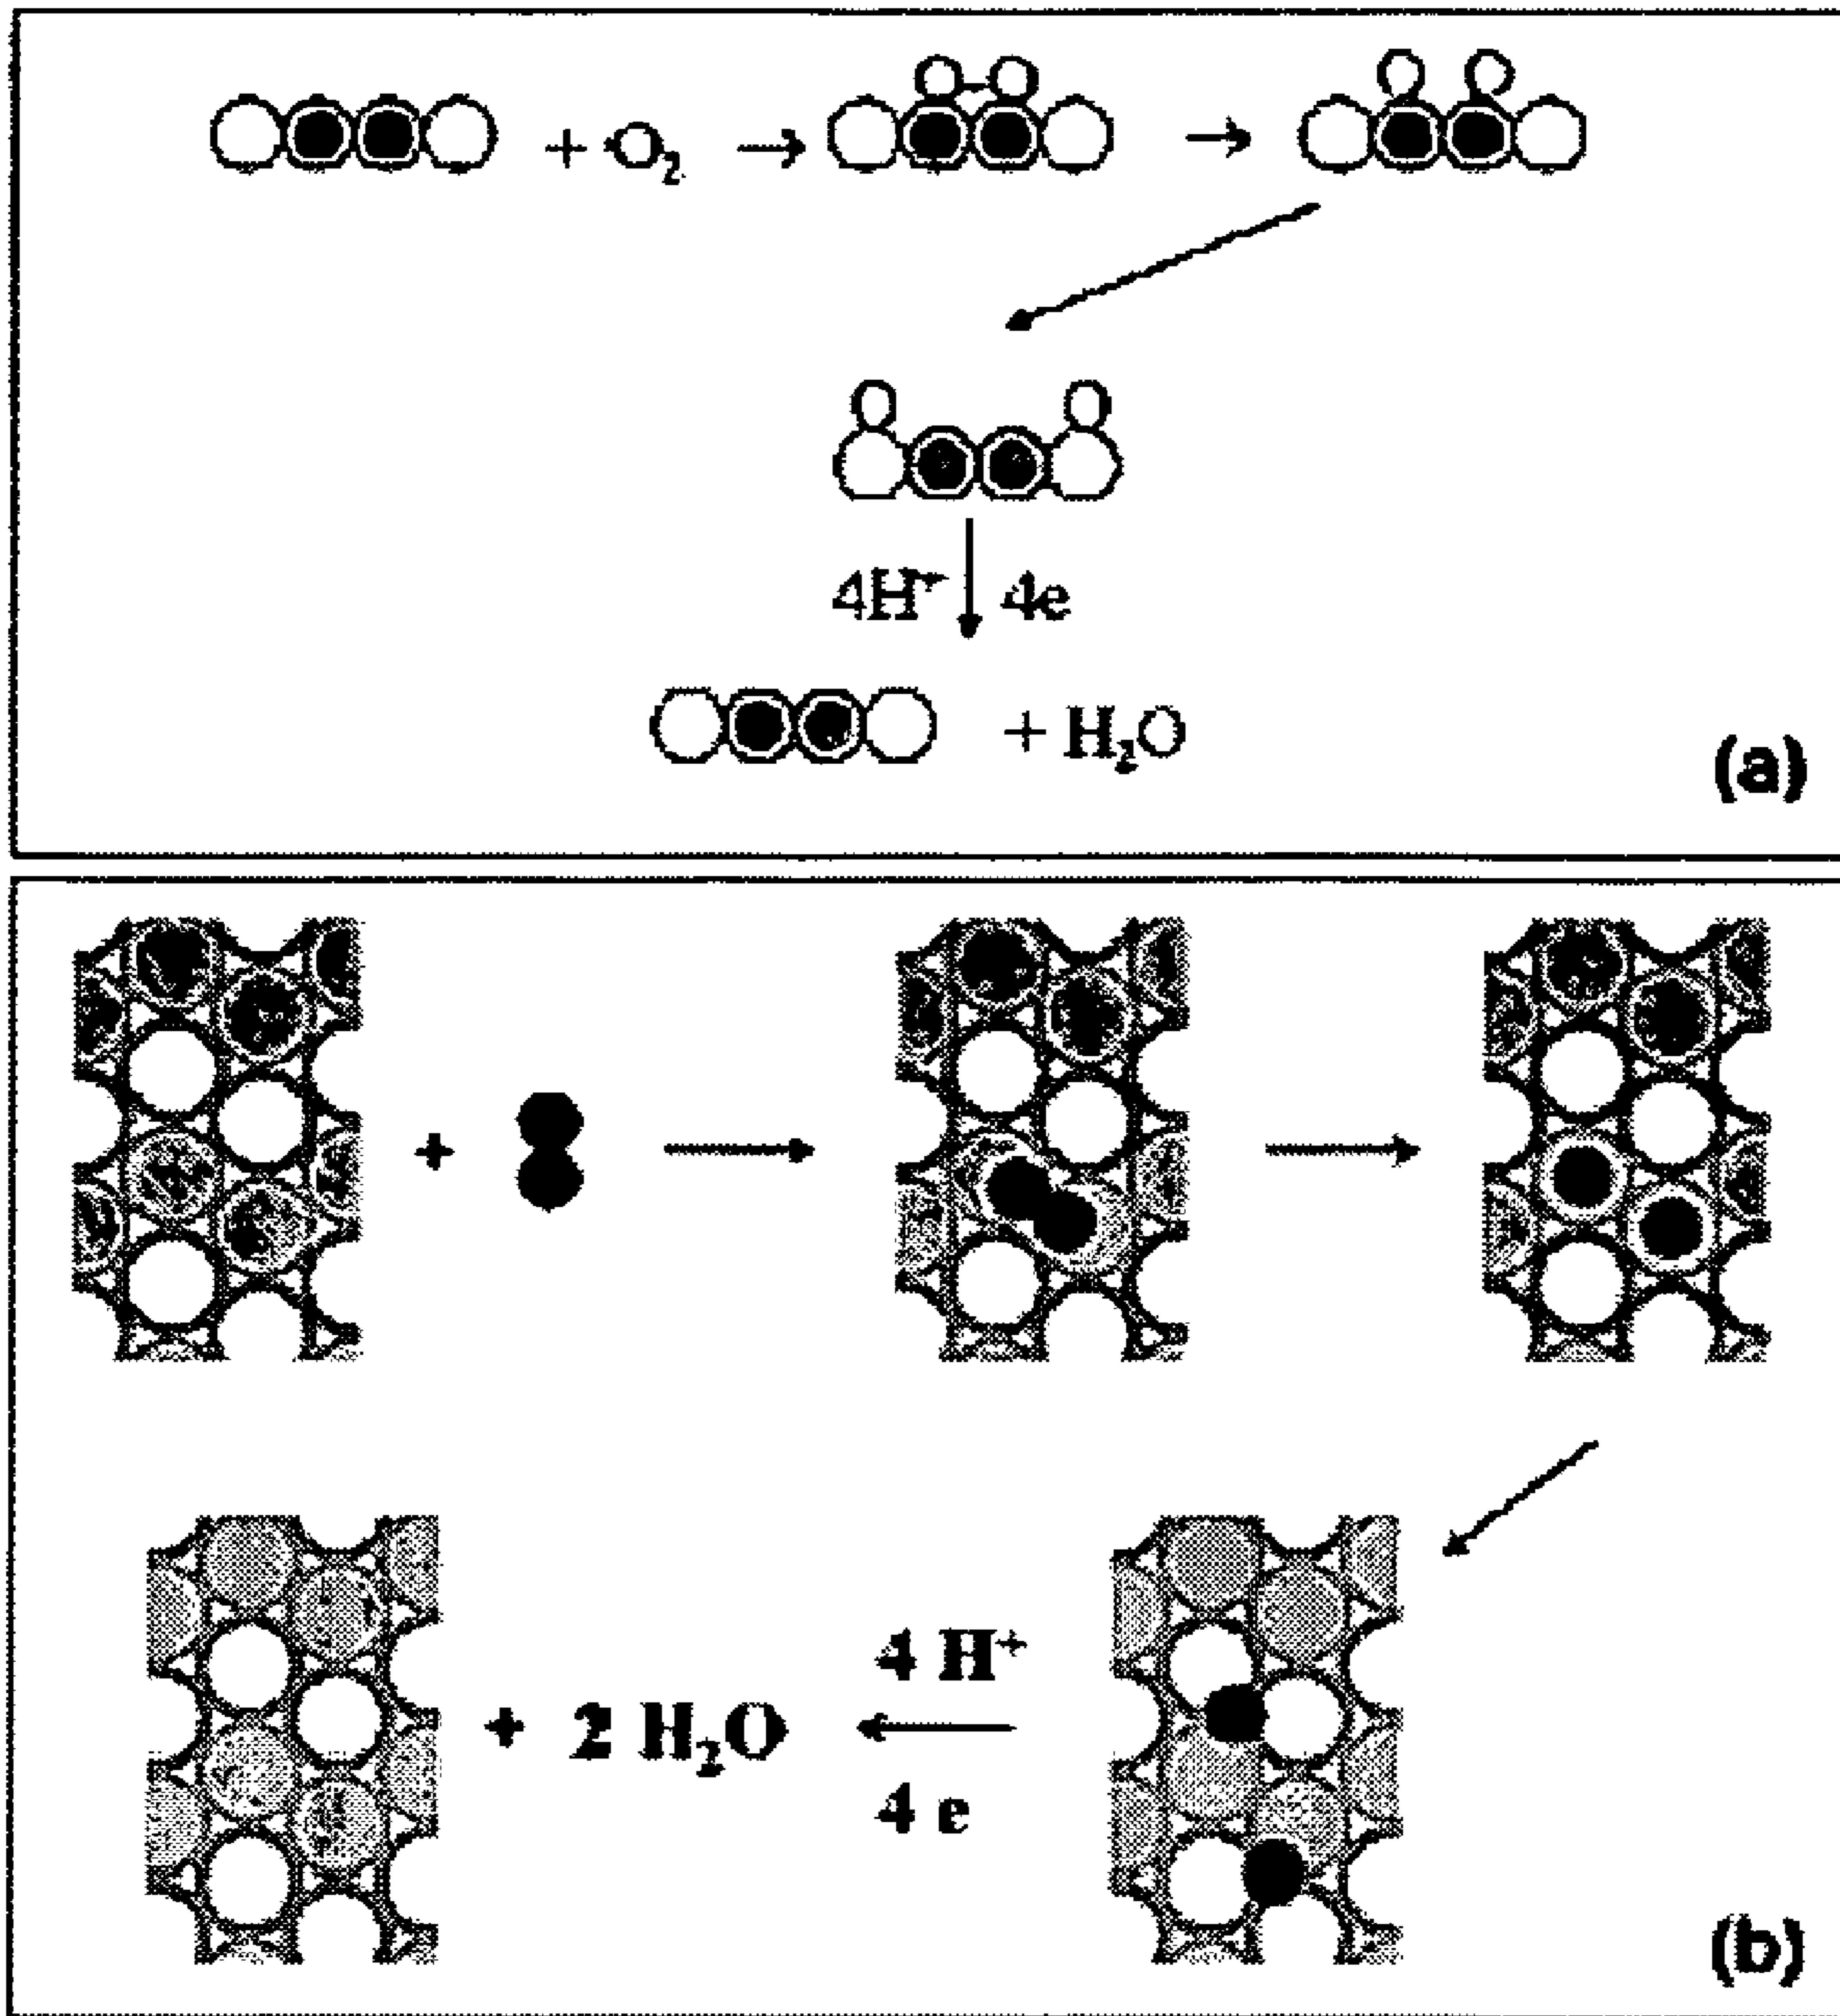 + O₂
4H⁺ 4e
+ H₂O
(a)
+
4 H⁺
+ 2 H₂O
4 e
(b)